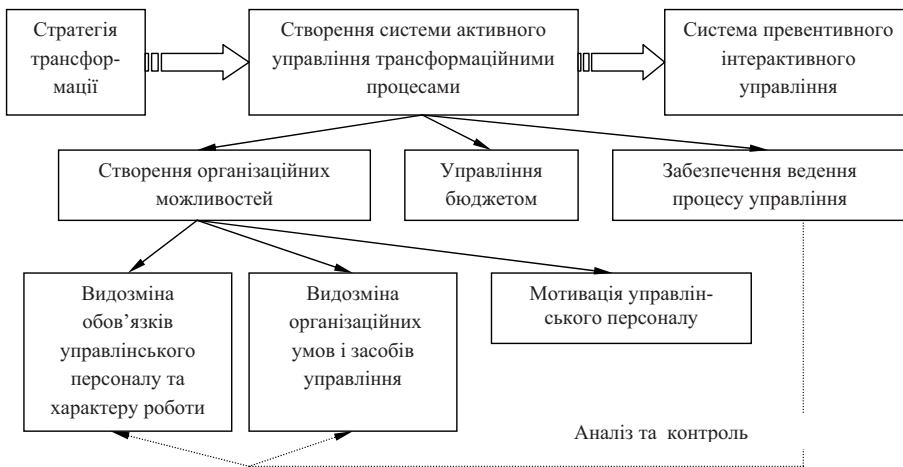 Стратегія
трансфор-
мації
Створення системи активного
управління трансформаційними
процесами
Система превентивного
інтерактивного
управління
Створення організаційних
можливостей
Управління
бюджетом
Забезпечення ведення
процесу управління
Видозміна
обов’язків
управлінського
персоналу та
характеру роботи
Видозміна
організаційних
умов і засобів
управління
Мотивація управлін-
ського персоналу
Аналіз та контроль